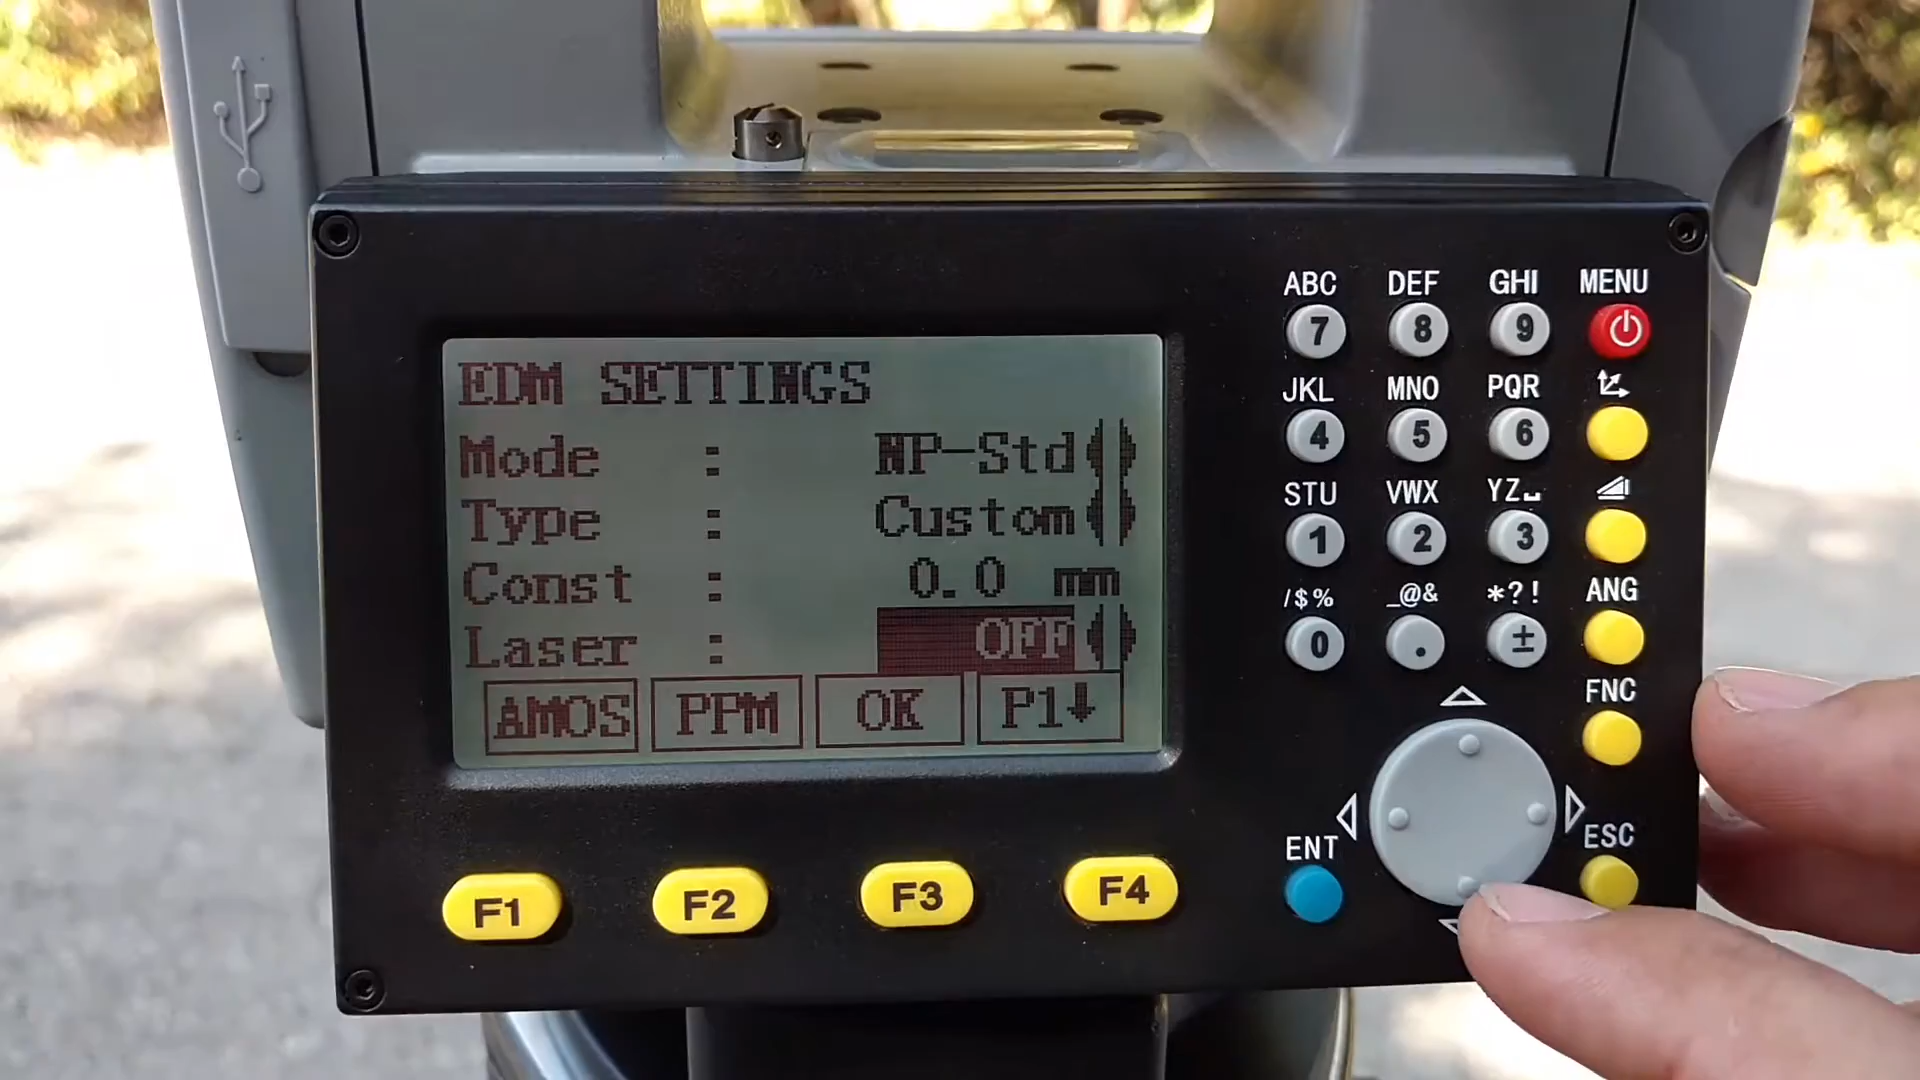 EDM SETTINGS
Mode : NP-Std
Type : Custom
Const : 0.0 mm
Laser : OFF
AMOS PPM OK P1↓
F1 F2 F3 F4
ABC DEF GHI MENU
7 8 9
JKL MNO PQR
4 5 6
STU VWX YZ␣
1 2 3
/$% _@& *?! ANG
0 . ±
FNC
ENT ESC